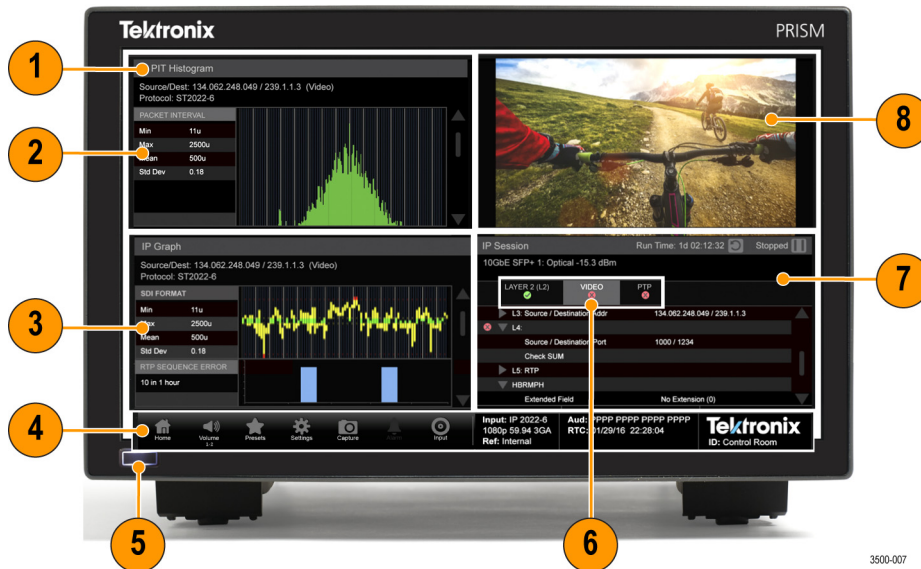 Tektronix
PRISM
1
PIT Histogram
Source/Dest: 134.062.248.049 / 239.1.1.3 (Video)
Protocol: ST2022-6
PACKET INTERVAL
Min 11u
Max 2500u
Mean 500u
Std Dev 0.18
2
8
IP Graph
Source/Dest: 134.062.248.049 / 239.1.1.3 (Video)
Protocol: ST2022-6
SDI FORMAT
Min 11u
Max 2500u
Mean 500u
Std Dev 0.18
RTP SEQUENCE ERROR
10 in 1 hour
3
IP Session Run Time: 1d 02:12:32 Stopped
10GbE SFP+ 1: Optical -15.3 dBm
7
LAYER 2 (L2) VIDEO PTP
L3: Source / Destination Addr 134.062.248.049 / 239.1.1.3
L4:
Source / Destination Port 1000 / 1234
Check SUM
L5: RTP
HBRMPH
Extended Field No Extension (0)
4
Home
Volume
1-2
Presets
Settings
Capture
Input
Input: IP 2022-6
1080p 59.94 3GA
Ref: Internal
Aud: PPPP PPPP PPPP PPPP
RTC: 01/29/16 22:28:04
Tektronix
ID: Control Room
5
6
3500-007